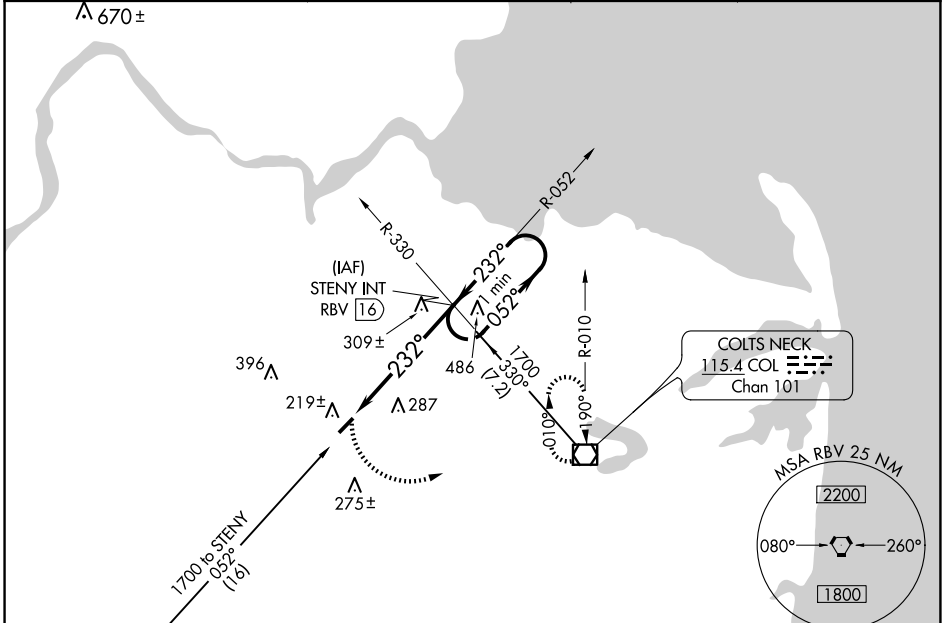 670 ±
R-052
R-330
(IAF)
STENY INT
RBV 16
309 ±
232°
1 min
052°
486
232°
396
219 ±
287
275 ±
1700
330°
(7.2)
R-010
010°
190°
COLTS NECK
115.4 COL
Chan 101
1700 to STENY
052°
(16)
MSA RBV 25 NM
2200
080°
260°
1800